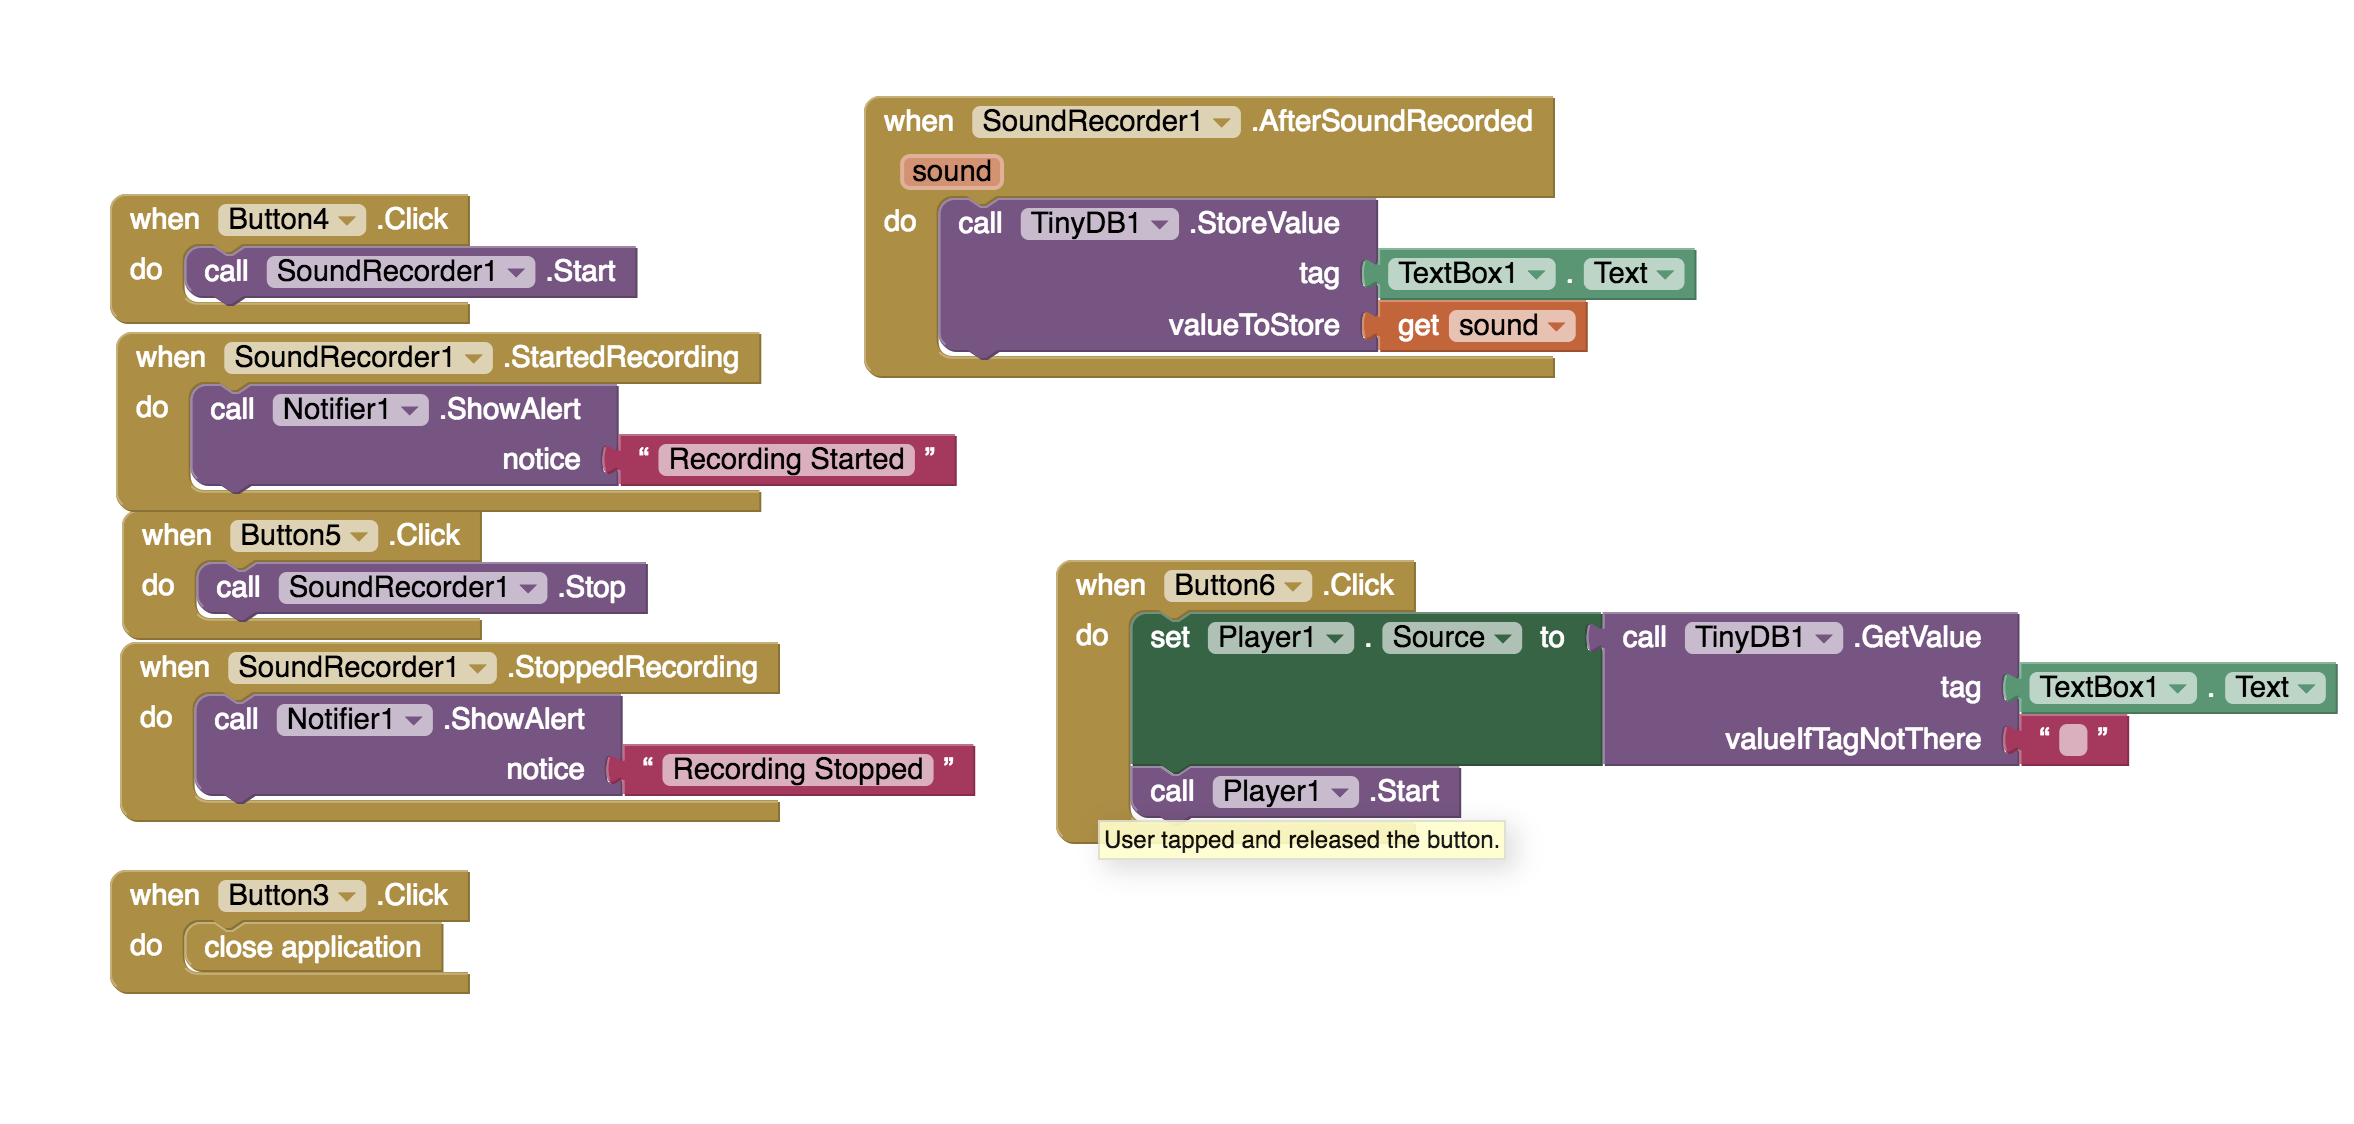 when Button4 .Click
do call SoundRecorder1 .Start
when SoundRecorder1 .StartedRecording
do call Notifier1 .ShowAlert
notice “ Recording Started ”
when Button5 .Click
do call SoundRecorder1 .Stop
when SoundRecorder1 .StoppedRecording
do call Notifier1 .ShowAlert
notice “ Recording Stopped ”
when Button3 .Click
do close application
when SoundRecorder1 .AfterSoundRecorded
sound
do call TinyDB1 .StoreValue
tag TextBox1 . Text
valueToStore get sound
when Button6 .Click
do set Player1 . Source to call TinyDB1 .GetValue
tag TextBox1 . Text
valueIfTagNotThere “ ”
call Player1 .Start
User tapped and released the button.